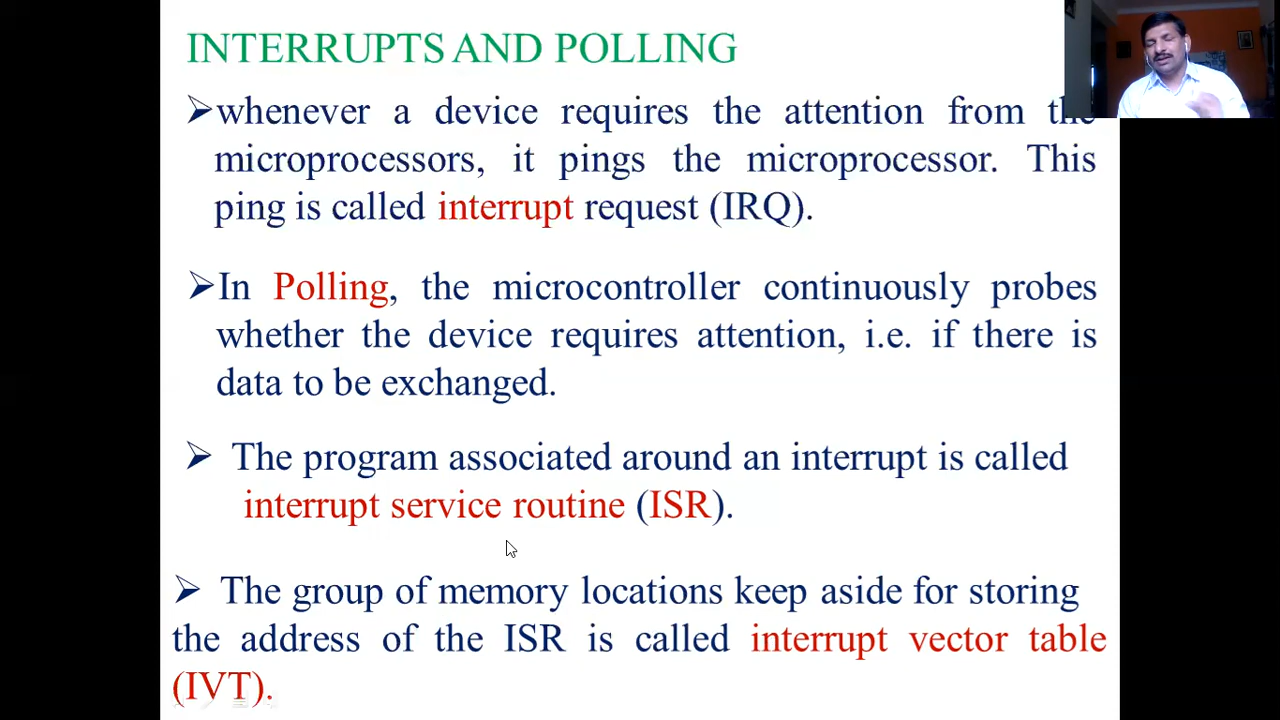 INTERRUPTS AND POLLING
➢whenever a device requires the attention from the
microprocessors, it pings the microprocessor. This
ping is called interrupt request (IRQ).
➢In Polling, the microcontroller continuously probes
whether the device requires attention, i.e. if there is
data to be exchanged.
➢ The program associated around an interrupt is called
interrupt service routine (ISR).
➢ The group of memory locations keep aside for storing
the address of the ISR is called interrupt vector table
(IVT).